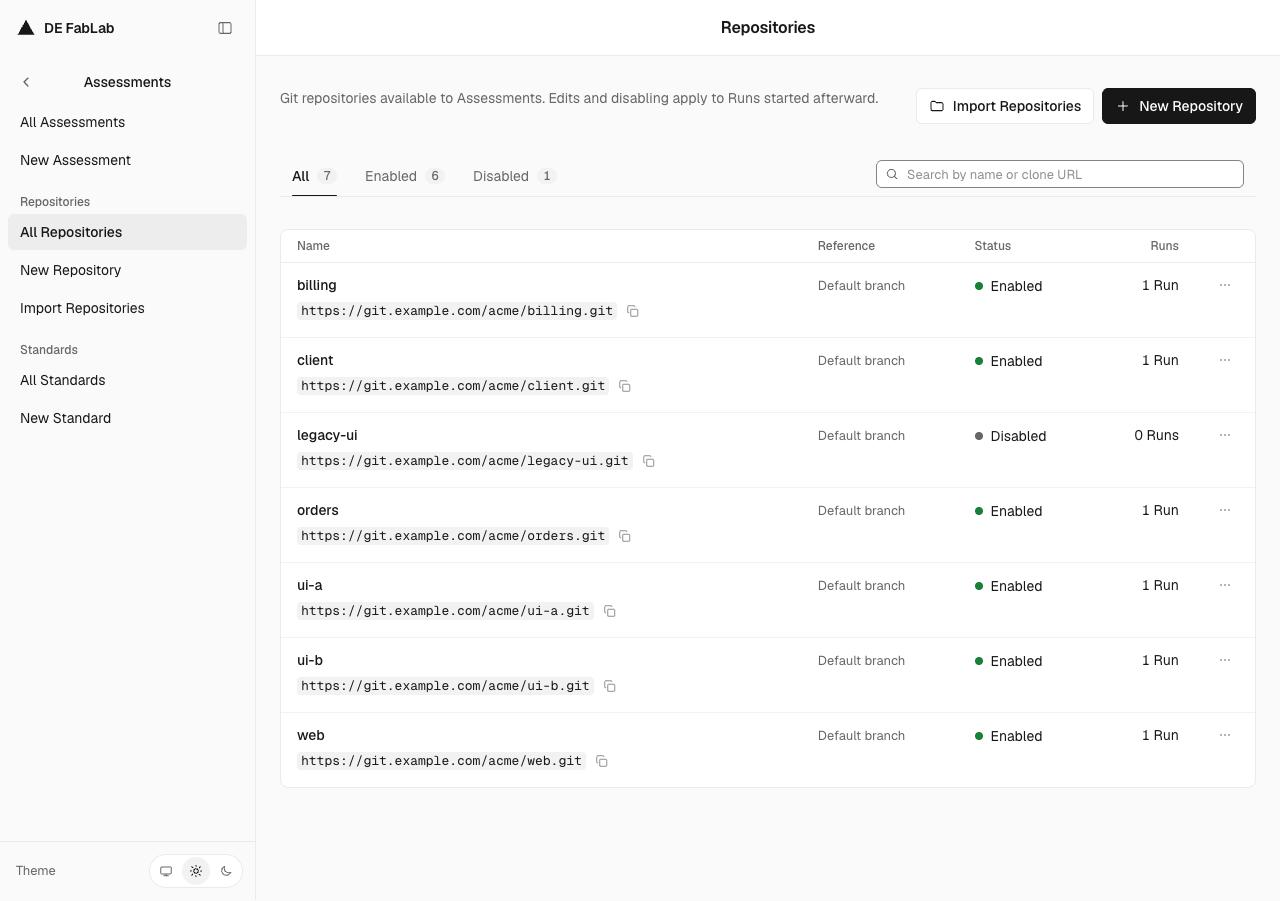 DE FabLab
Assessments
All Assessments
New Assessment
Repositories
All Repositories
New Repository
Import Repositories
Standards
All Standards
New Standard
Theme
Repositories
Git repositories available to Assessments. Edits and disabling apply to Runs started afterward.
Import Repositories
New Repository
All 7
Enabled 6
Disabled 1
Search by name or clone URL
Name Reference Status Runs
billing Default branch Enabled 1 Run
https://git.example.com/acme/billing.git
client Default branch Enabled 1 Run
https://git.example.com/acme/client.git
legacy-ui Default branch Disabled 0 Runs
https://git.example.com/acme/legacy-ui.git
orders Default branch Enabled 1 Run
https://git.example.com/acme/orders.git
ui-a Default branch Enabled 1 Run
https://git.example.com/acme/ui-a.git
ui-b Default branch Enabled 1 Run
https://git.example.com/acme/ui-b.git
web Default branch Enabled 1 Run
https://git.example.com/acme/web.git